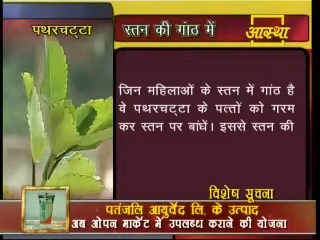 पथरचट्टा
स्तन की गांठ में
आस्था
जिन महिलाओं के स्तन में गांठ है
वे पथरचट्टा के पत्तों को गरम
कर स्तन पर बांधें। इससे स्तन की
विशेष सूचना
पतंजलि आयुर्वेद लि. के उत्पाद
अब ओपन मार्केट में उपलब्ध कराने की योजना